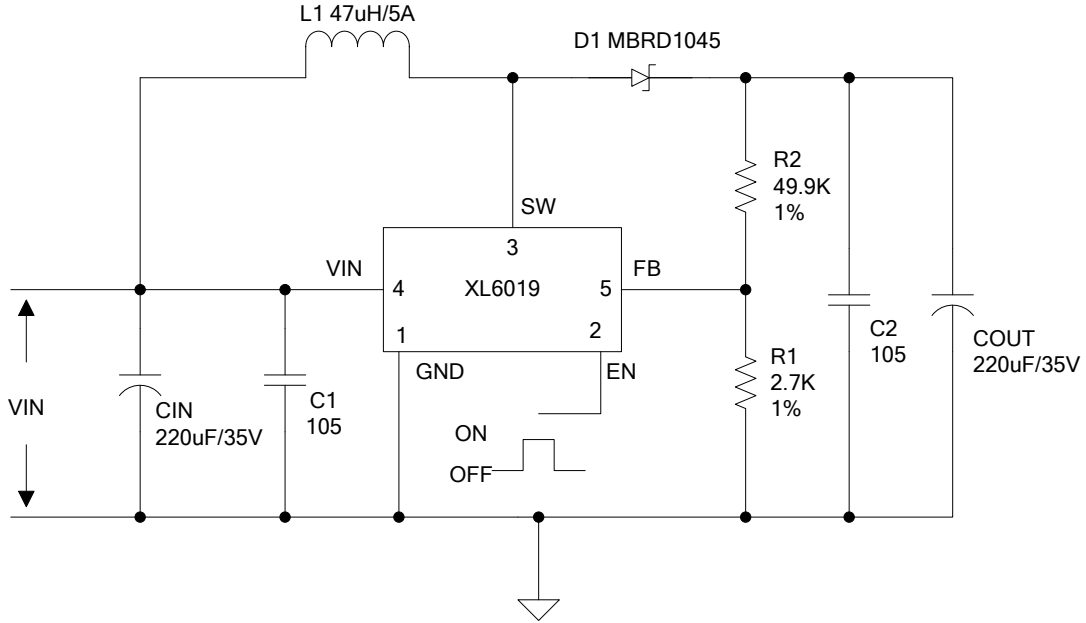 L1 47uH/5A
D1 MBRD1045
R2
49.9K
1%
SW
3
VIN
FB
4
XL6019
5
1
2
GND
EN
C2
105
COUT
220uF/35V
R1
2.7K
1%
VIN
CIN
220uF/35V
C1
105
ON
OFF